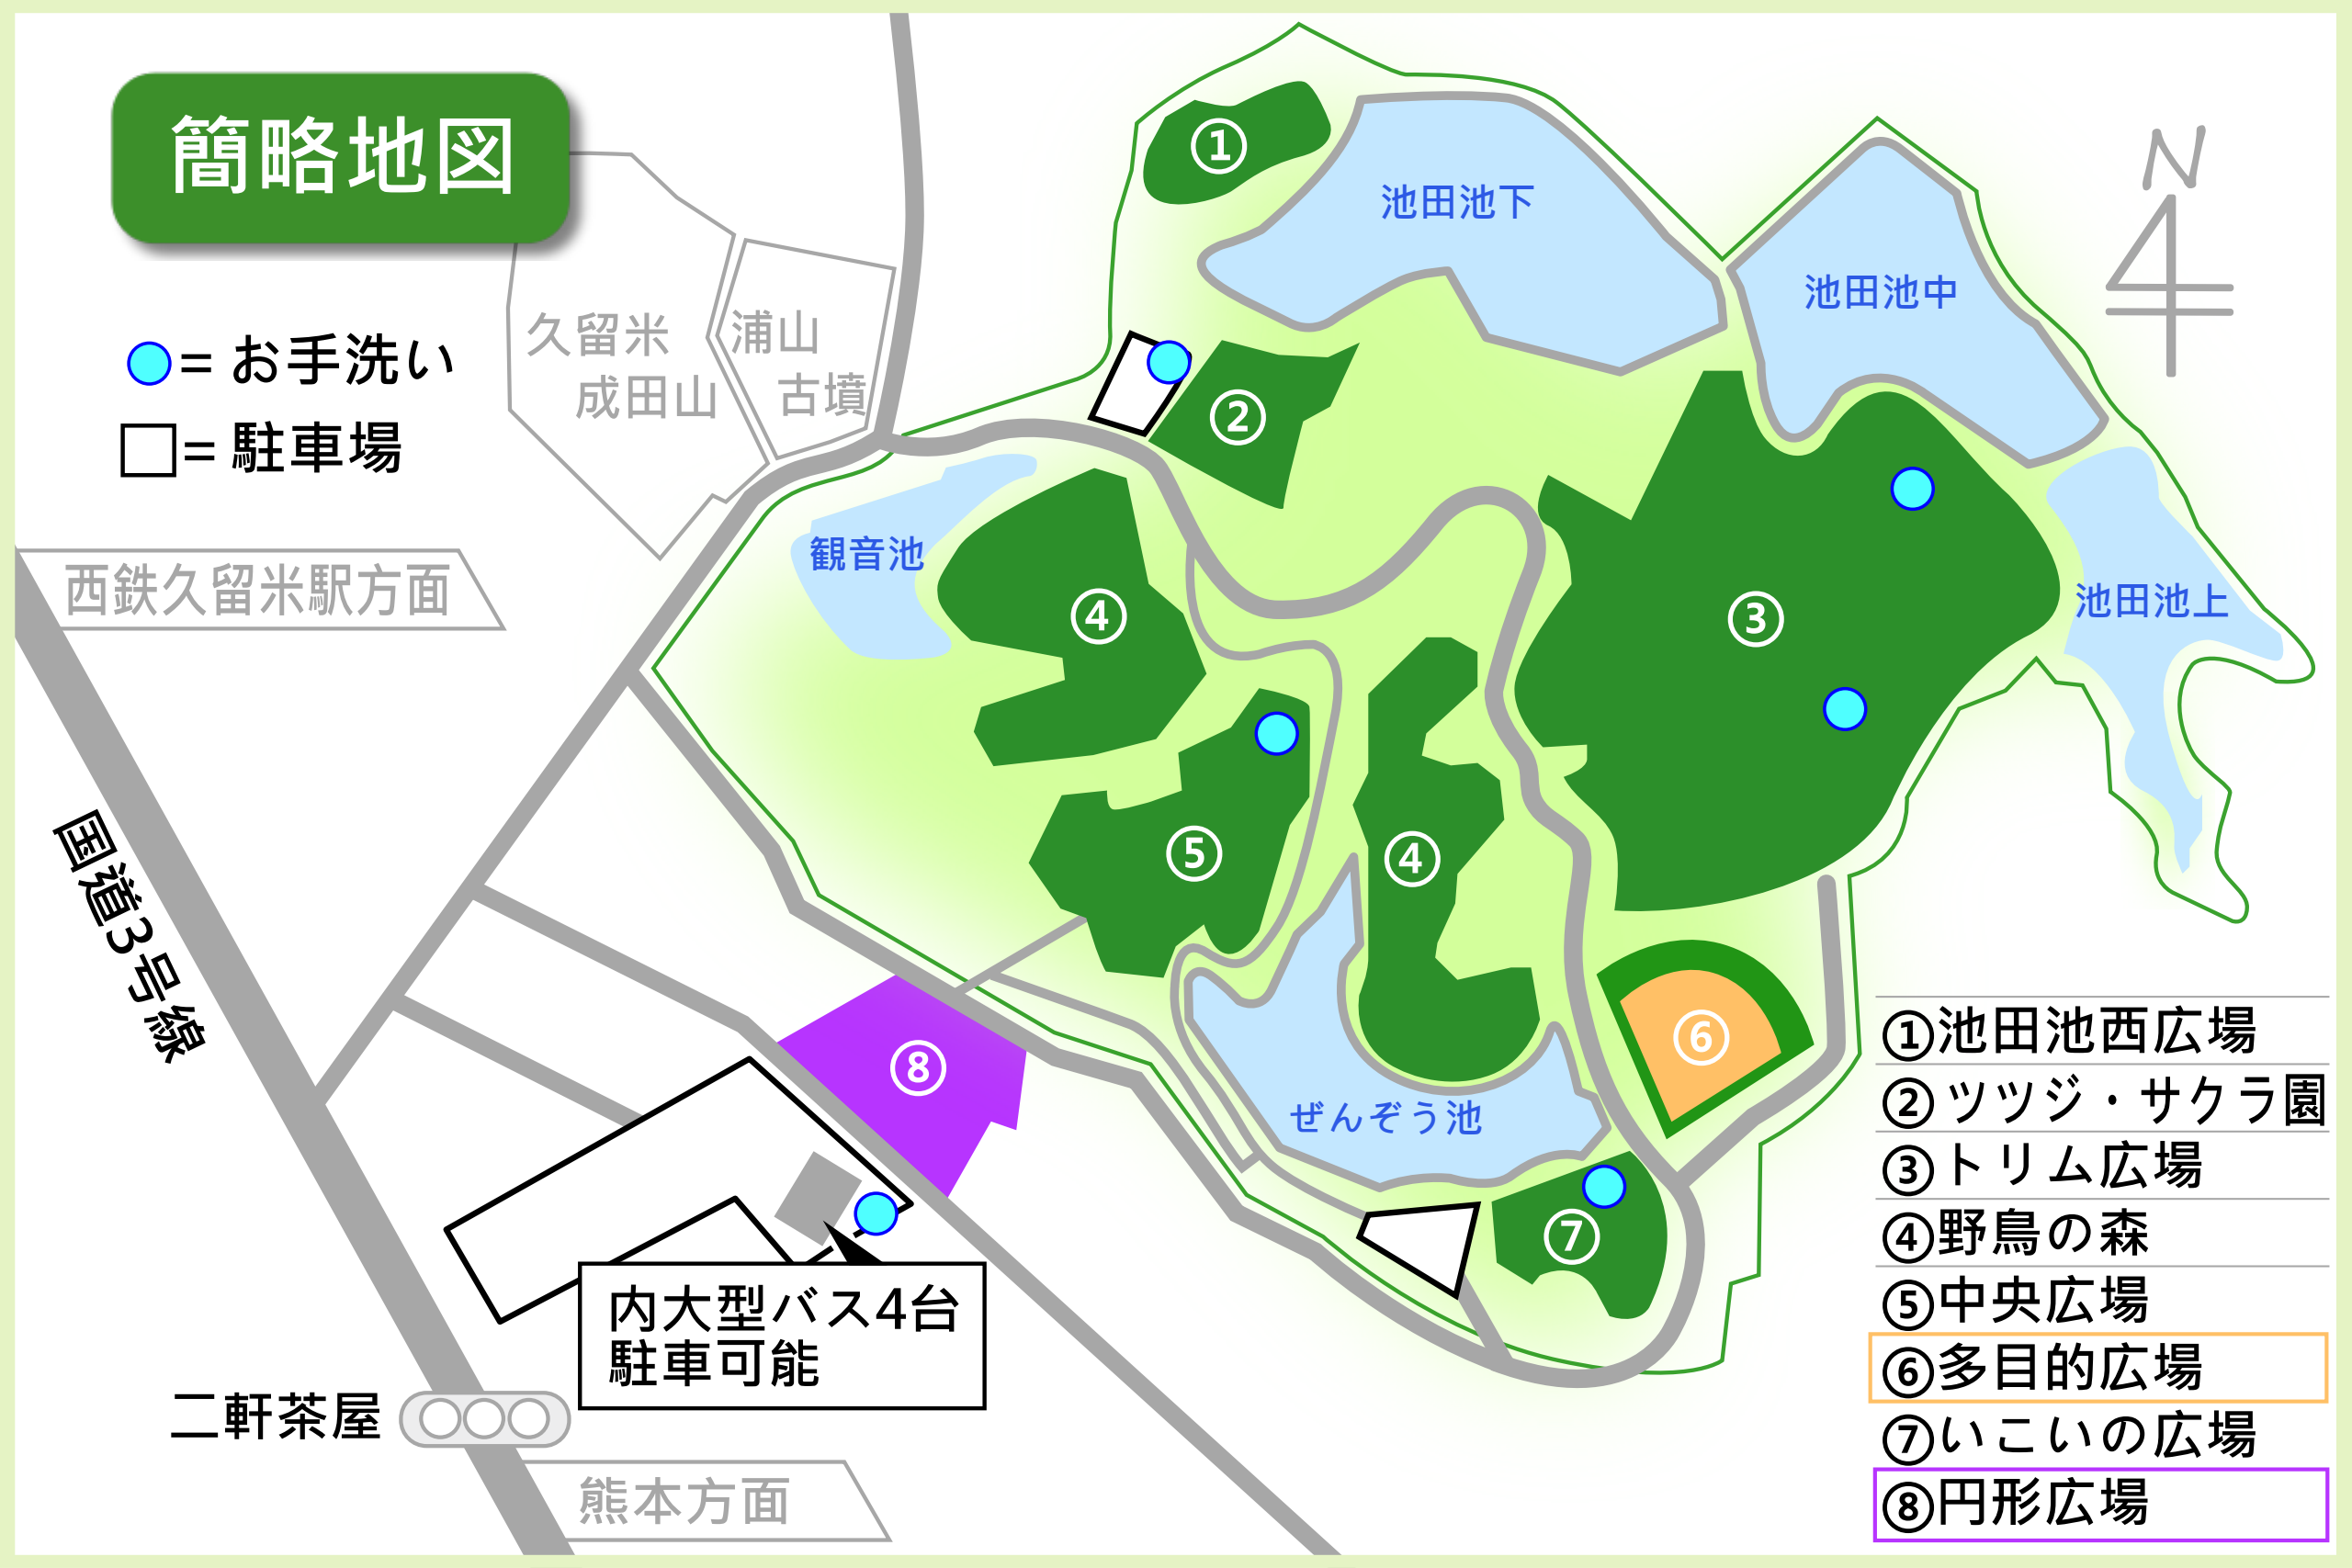 簡略地図
=お手洗い
=駐車場
久留米
成田山
浦山
古墳
西鉄久留米駅方面
国道3号線
二軒茶屋
熊本方面
内大型バス4台
駐車可能
N
池田池下
池田池中
池田池上
観音池
ぜんぞう池
①
②
③
④
④
⑤
⑥
⑦
⑧
①池田池西広場
②ツツジ・サクラ園
③トリム広場
④野鳥の森
⑤中央広場
⑥多目的広場
⑦いこいの広場
⑧円形広場